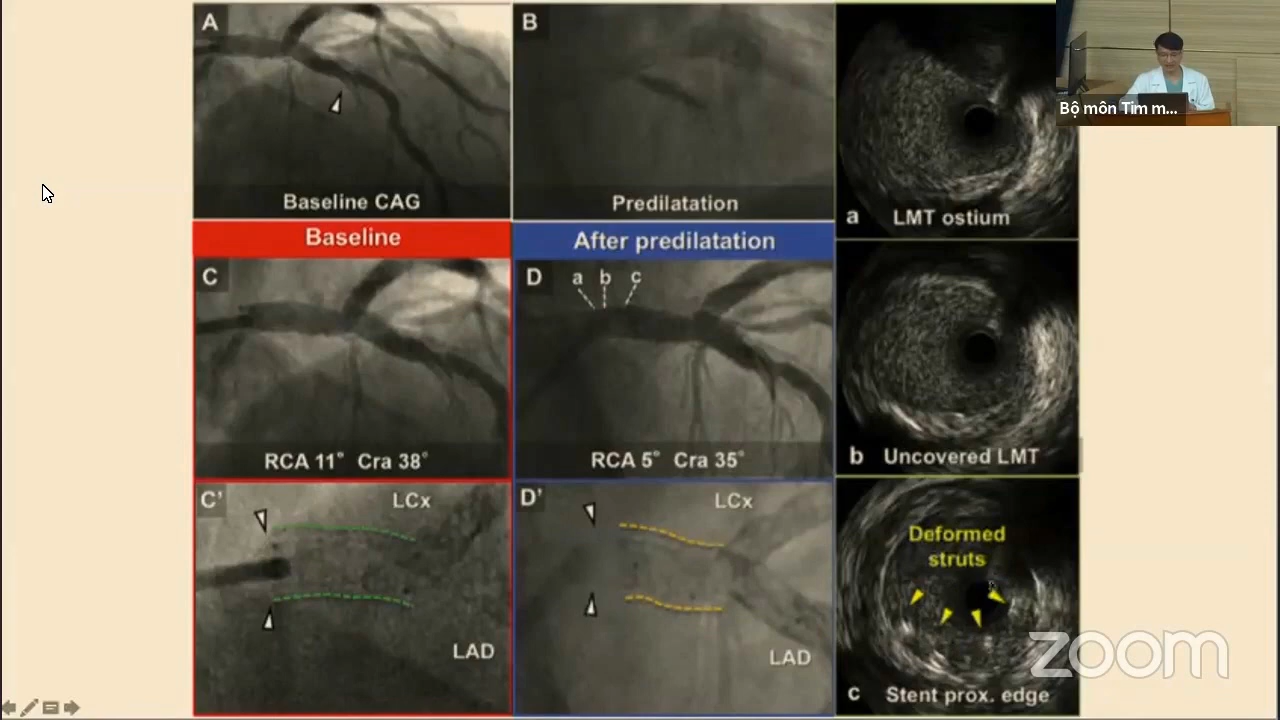 A
Baseline CAG
B
Predilatation
a
LMT ostium
Bộ môn Tim m...
Baseline
After predilatation
C
RCA 11° Cra 38°
D
a b c
RCA 5° Cra 35°
b
Uncovered LMT
C'
LCx
LAD
D'
LCx
LAD
Deformed
struts
c
Stent prox. edge
zoom